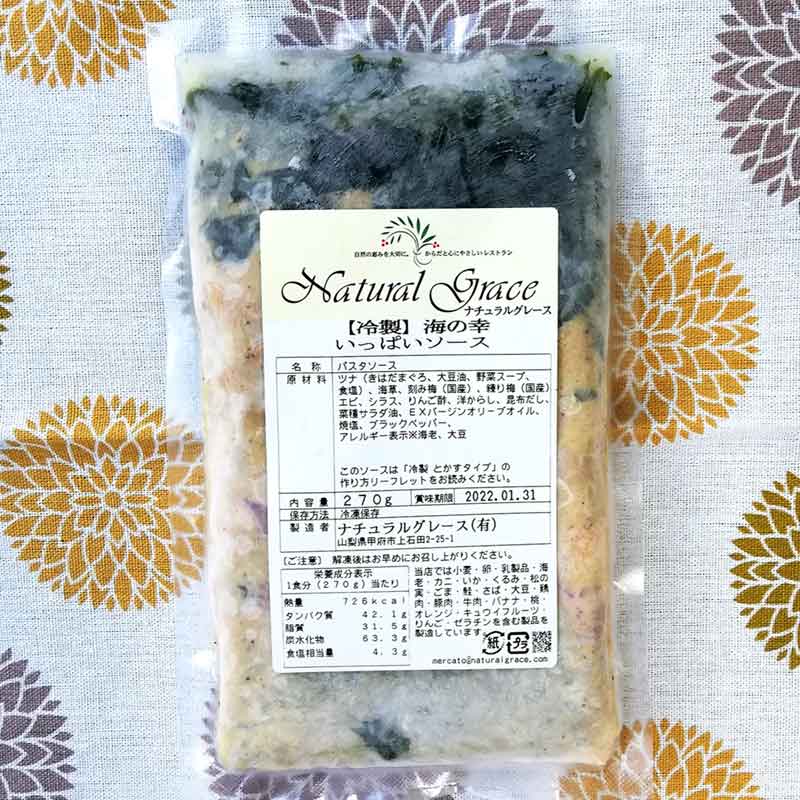 自然の恵みを大切に。からだと心にやさしいレストラン
Natural Grace
ナチュラルグレース
【冷製】海の幸
いっぱいソース
名 称 パスタソース
原材料 ツナ（きはだまぐろ、大豆油、野菜スープ、
食塩）、海藻、刻み梅（国産）、練り梅（国産）
エビ、シラス、りんご酢、洋からし、昆布だし、
菜種サラダ油、ＥＸバージンオリーブオイル、
焼塩、ブラックペッパー、
アレルギー表示※海老、大豆
このソースは「冷製 とかすタイプ」の
作り方リーフレットをお読みください。
内容量 270g 賞味期限 2022.01.31
保存方法 冷凍保存
製造者 ナチュラルグレース(有)
山梨県甲府市上石田2-25-1
［ご注意］ 解凍後はお早めにお召し上がりください。
栄養成分表示
1食分（270g）当たり
熱量 726kcal
タンパク質 42.1g
脂質 31.5g
炭水化物 63.3g
食塩相当量 4.3g
当店では小麦・卵・乳製品・海
老・カニ・いか・くるみ・松の
実・ごま・鮭・さば・大豆・鶏
肉・豚肉・牛肉・バナナ・桃・
オレンジ・キュウイフルーツ・
りんご・ゼラチンを含む製品を
製造しています。
紙 プラ
mercato@naturalgrace.com